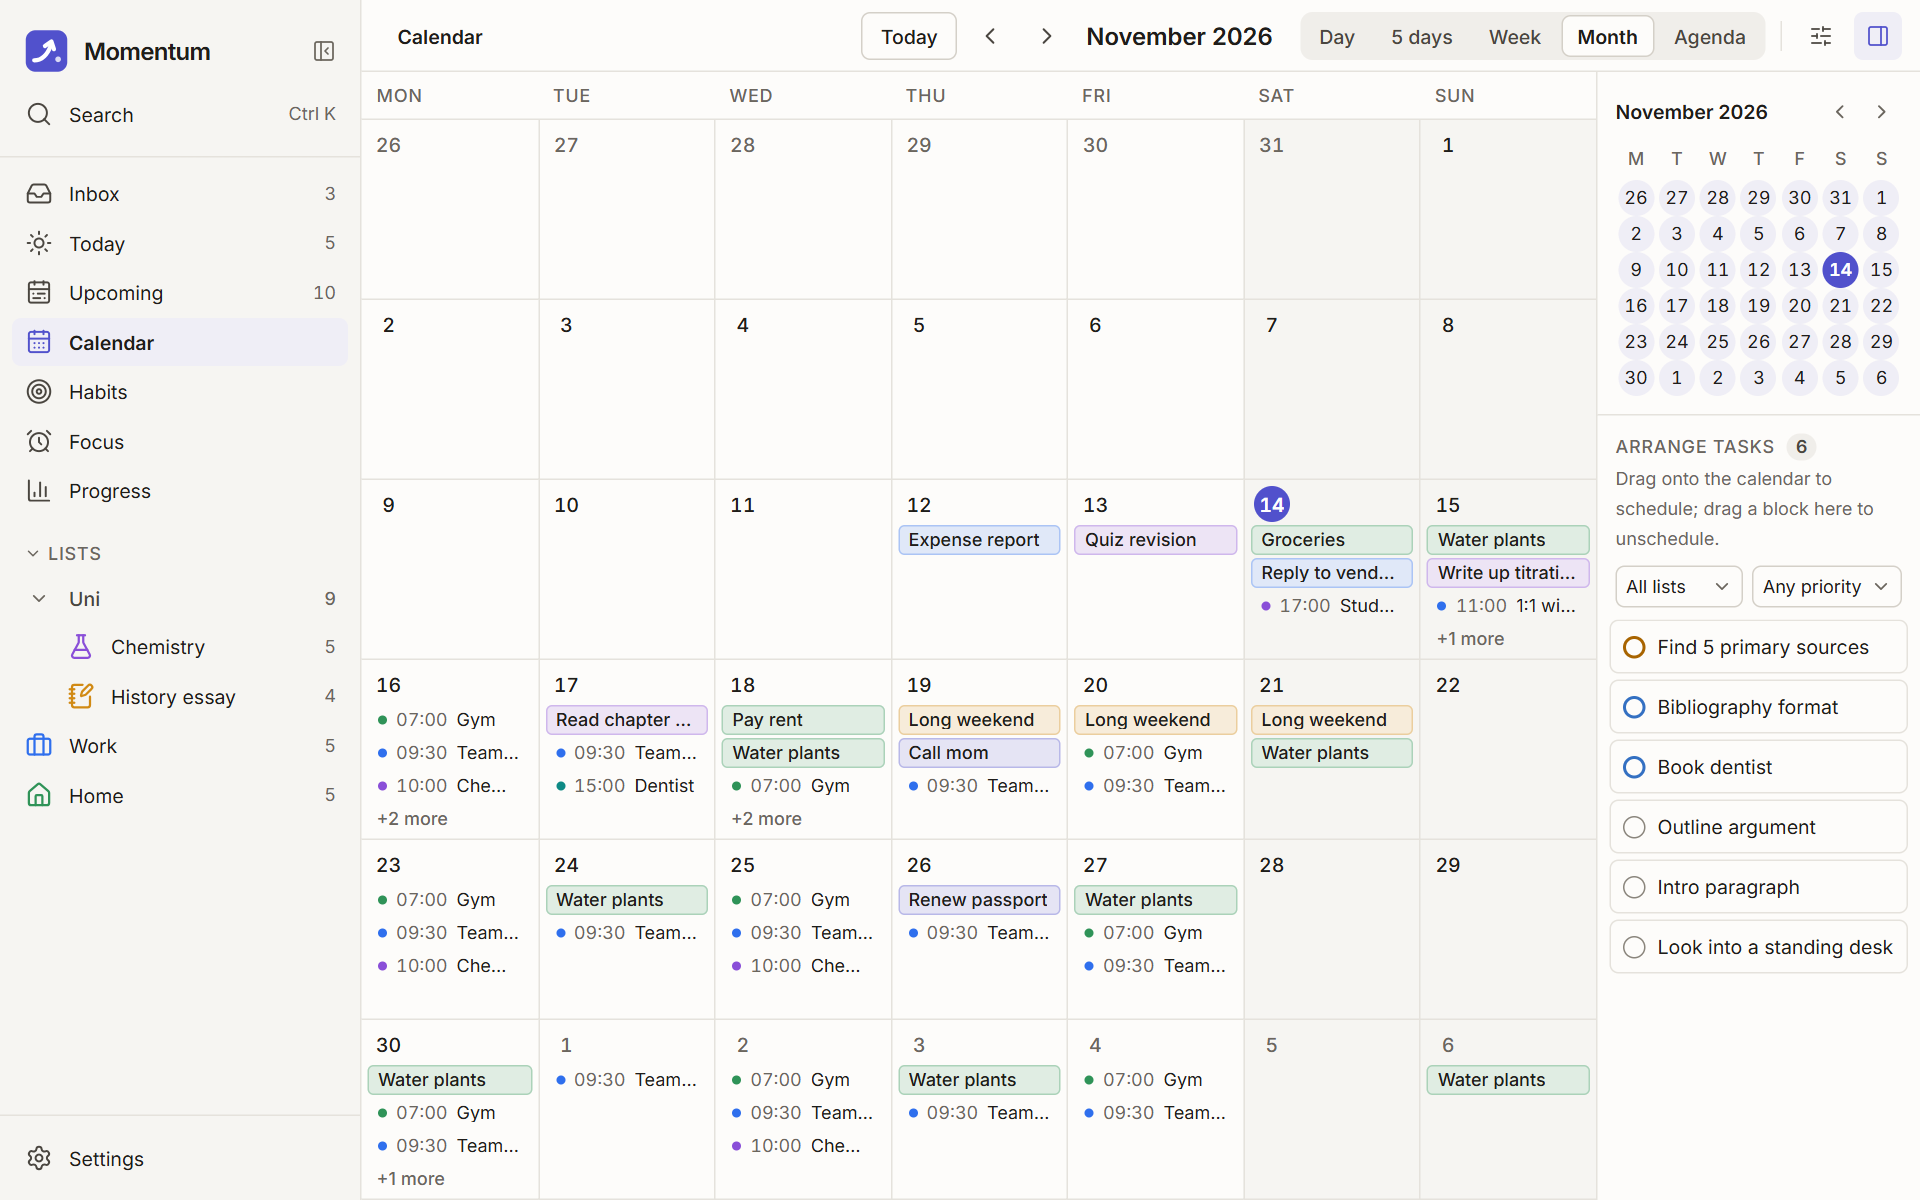 Momentum
Search Ctrl K
Inbox 3
Today 5
Upcoming 10
Calendar
Habits
Focus
Progress
LISTS
Uni 9
Chemistry 5
History essay 4
Work 5
Home 5
Settings
Calendar
Today
November 2026
Day 5 days Week Month Agenda
MON TUE WED THU FRI SAT SUN
26 27 28 29 30 31 1
2 3 4 5 6 7 8
9 10 11 12 13 14 15
Expense report Quiz revision Groceries Water plants
Reply to vend... Write up titrati...
17:00 Stud... 11:00 1:1 wi...
+1 more
16 17 18 19 20 21 22
07:00 Gym Read chapter ... Pay rent Long weekend Long weekend Long weekend
09:30 Team... 09:30 Team... Water plants Call mom 07:00 Gym Water plants
10:00 Che... 15:00 Dentist 07:00 Gym 09:30 Team... 09:30 Team...
+2 more +2 more
23 24 25 26 27 28 29
07:00 Gym Water plants 07:00 Gym Renew passport Water plants
09:30 Team... 09:30 Team... 09:30 Team... 09:30 Team... 07:00 Gym
10:00 Che... 10:00 Che... 09:30 Team...
30 1 2 3 4 5 6
Water plants 09:30 Team... 07:00 Gym Water plants 07:00 Gym Water plants
07:00 Gym 09:30 Team... 09:30 Team... 09:30 Team...
09:30 Team... 10:00 Che...
+1 more
November 2026
M T W T F S S
26 27 28 29 30 31 1
2 3 4 5 6 7 8
9 10 11 12 13 14 15
16 17 18 19 20 21 22
23 24 25 26 27 28 29
30 1 2 3 4 5 6
ARRANGE TASKS 6
Drag onto the calendar to
schedule; drag a block here to
unschedule.
All lists Any priority
Find 5 primary sources
Bibliography format
Book dentist
Outline argument
Intro paragraph
Look into a standing desk